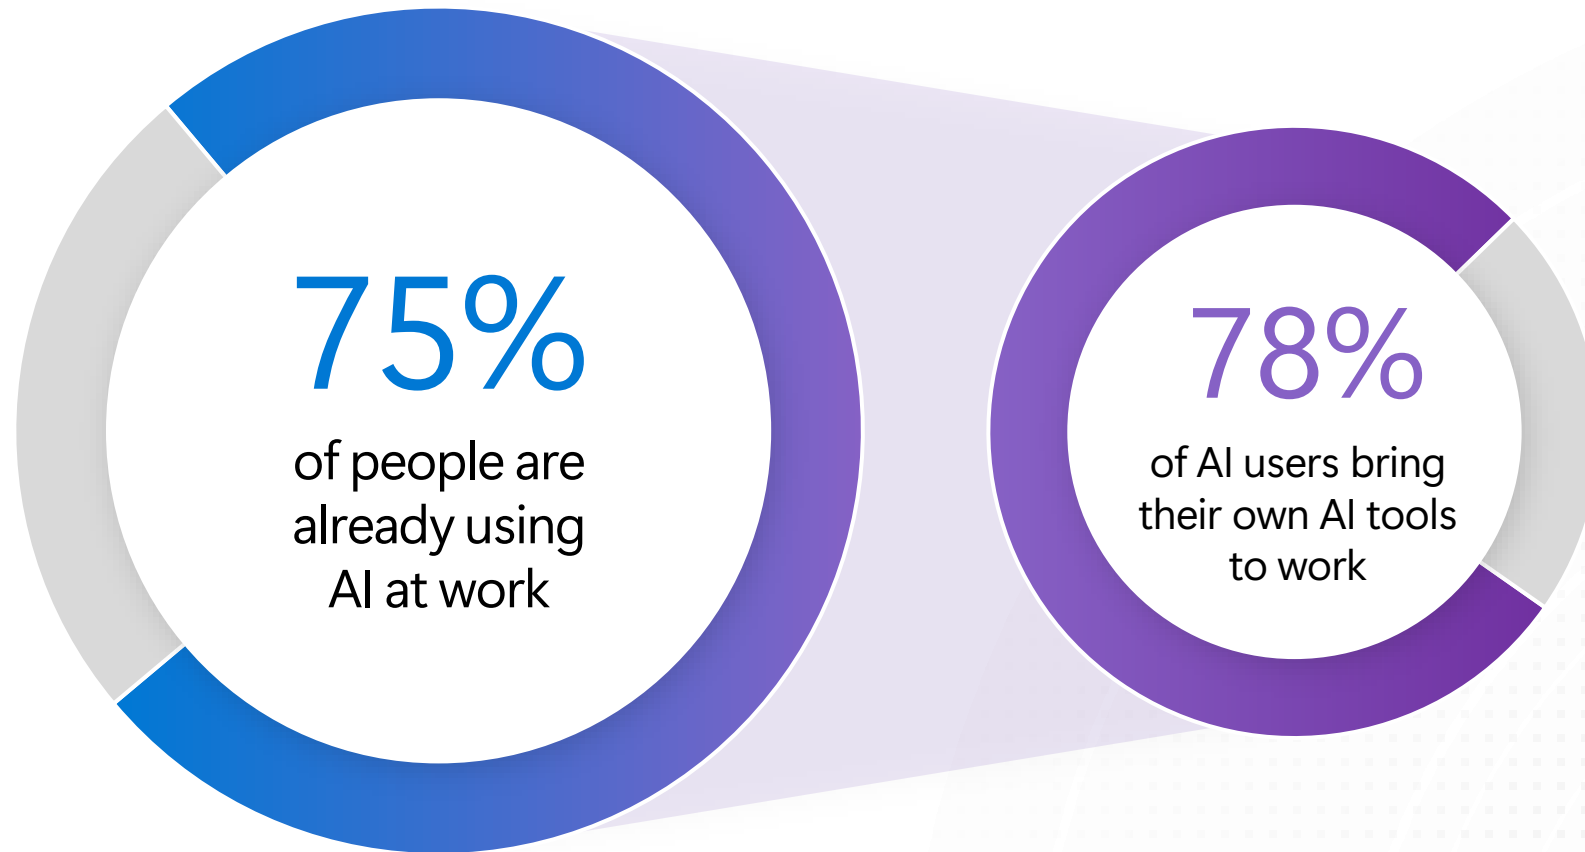 75%
of people are
already using
AI at work
78%
of AI users bring
their own AI tools
to work